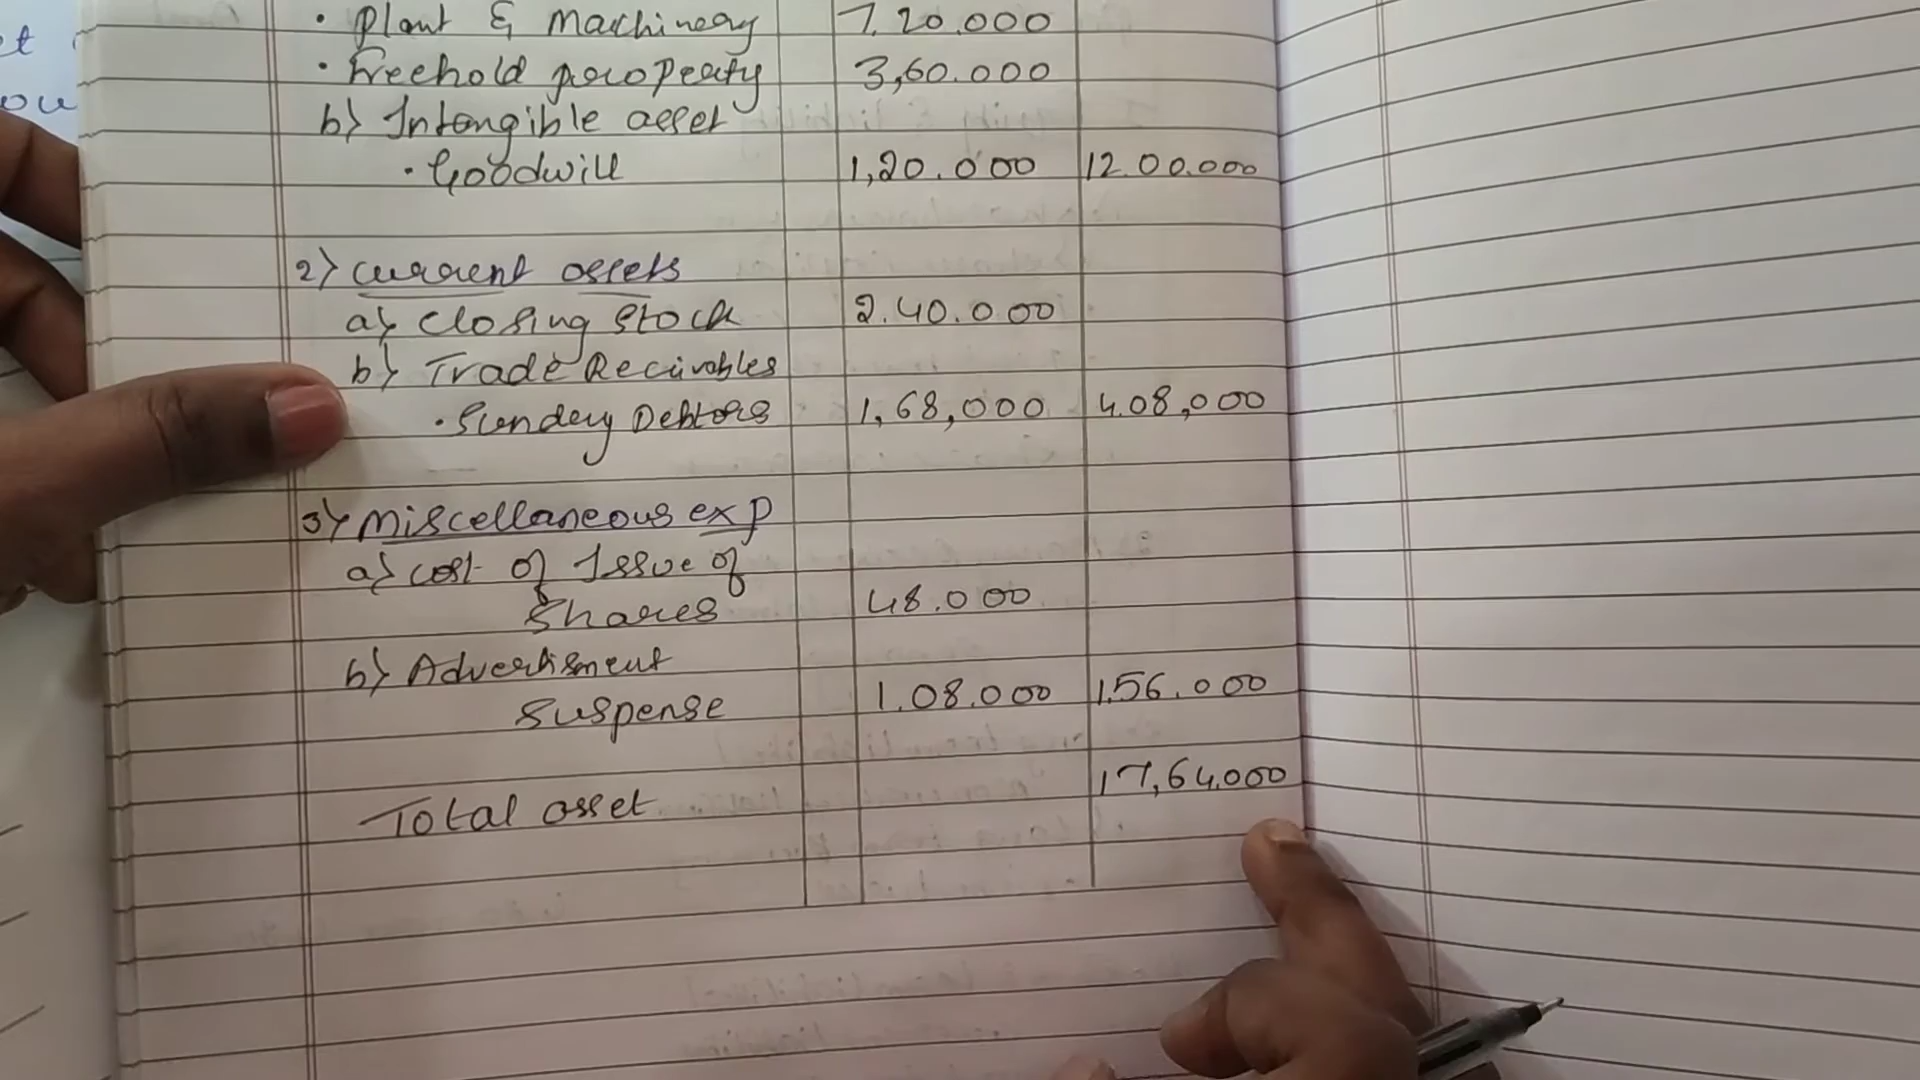 • Plant & Machinery 7,20.000
• Freehold property 3,60.000
b) Intangible asset
• Goodwill 1,20.000 12.00.000
2) current assets
a) Closing Stock 2.40.000
b) Trade Recivables
• Sundery Debtors 1,68,000 4.08,000
3) Miscellaneous exp
a) cost of Issue of
Shares 48.000
b) Advertisment
Suspense 1.08.000 1.56.000
Total asset 17,64,000